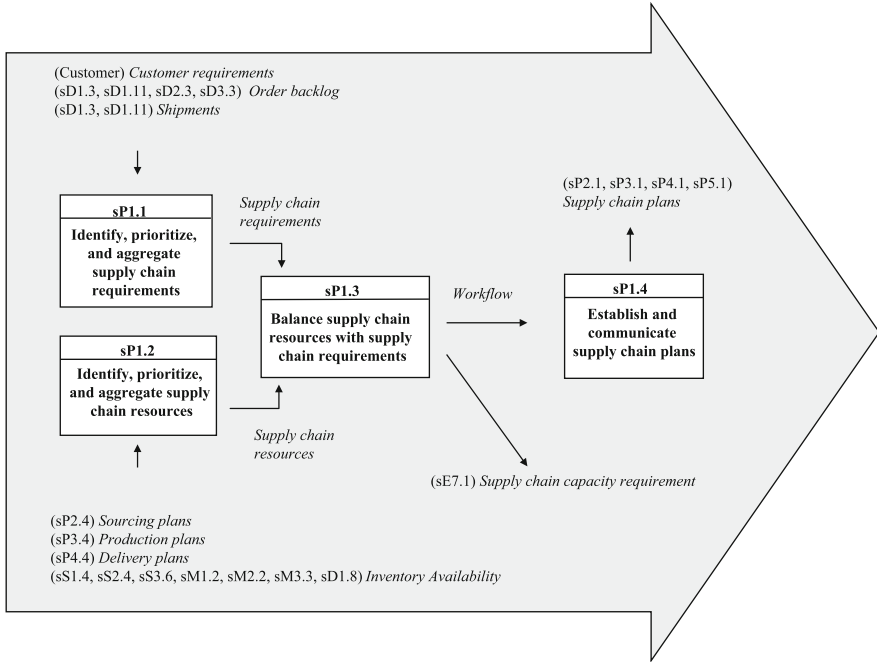 (Customer) Customer requirements
(sD1.3, sD1.11, sD2.3, sD3.3) Order backlog
(sD1.3, sD1.11) Shipments
sP1.1
Identify, prioritize,
and aggregate
supply chain
requirements
Supply chain
requirements
sP1.2
Identify, prioritize,
and aggregate supply
chain resources
Supply chain
resources
sP1.3
Balance supply chain
resources with supply
chain requirements
Workflow
(sP2.1, sP3.1, sP4.1, sP5.1)
Supply chain plans
sP1.4
Establish and
communicate
supply chain plans
(sE7.1) Supply chain capacity requirement
(sP2.4) Sourcing plans
(sP3.4) Production plans
(sP4.4) Delivery plans
(sS1.4, sS2.4, sS3.6, sM1.2, sM2.2, sM3.3, sD1.8) Inventory Availability